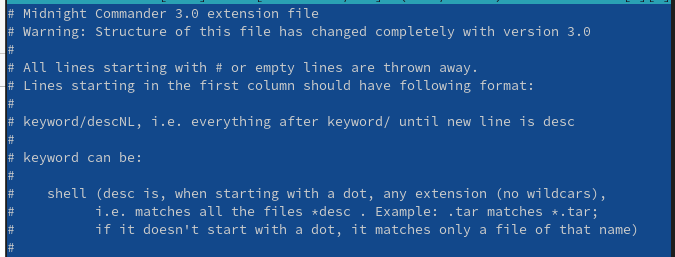 # Midnight Commander 3.0 extension file
# Warning: Structure of this file has changed completely with version 3.0
#
# All lines starting with # or empty lines are thrown away.
# Lines starting in the first column should have following format:
#
# keyword/descNL, i.e. everything after keyword/ until new line is desc
#
# keyword can be:
#
#    shell (desc is, when starting with a dot, any extension (no wildcars),
#          i.e. matches all the files *desc . Example: .tar matches *.tar;
#          if it doesn't start with a dot, it matches only a file of that name)
#